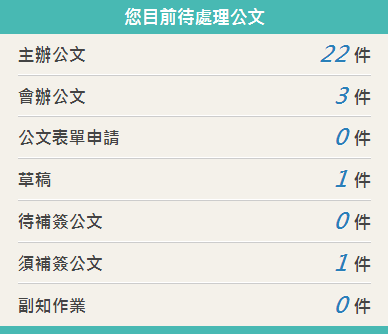 您目前待處理公文
主辦公文 22 件
會辦公文 3 件
公文表單申請 0 件
草稿 1 件
待補簽公文 0 件
須補簽公文 1 件
副知作業 0 件